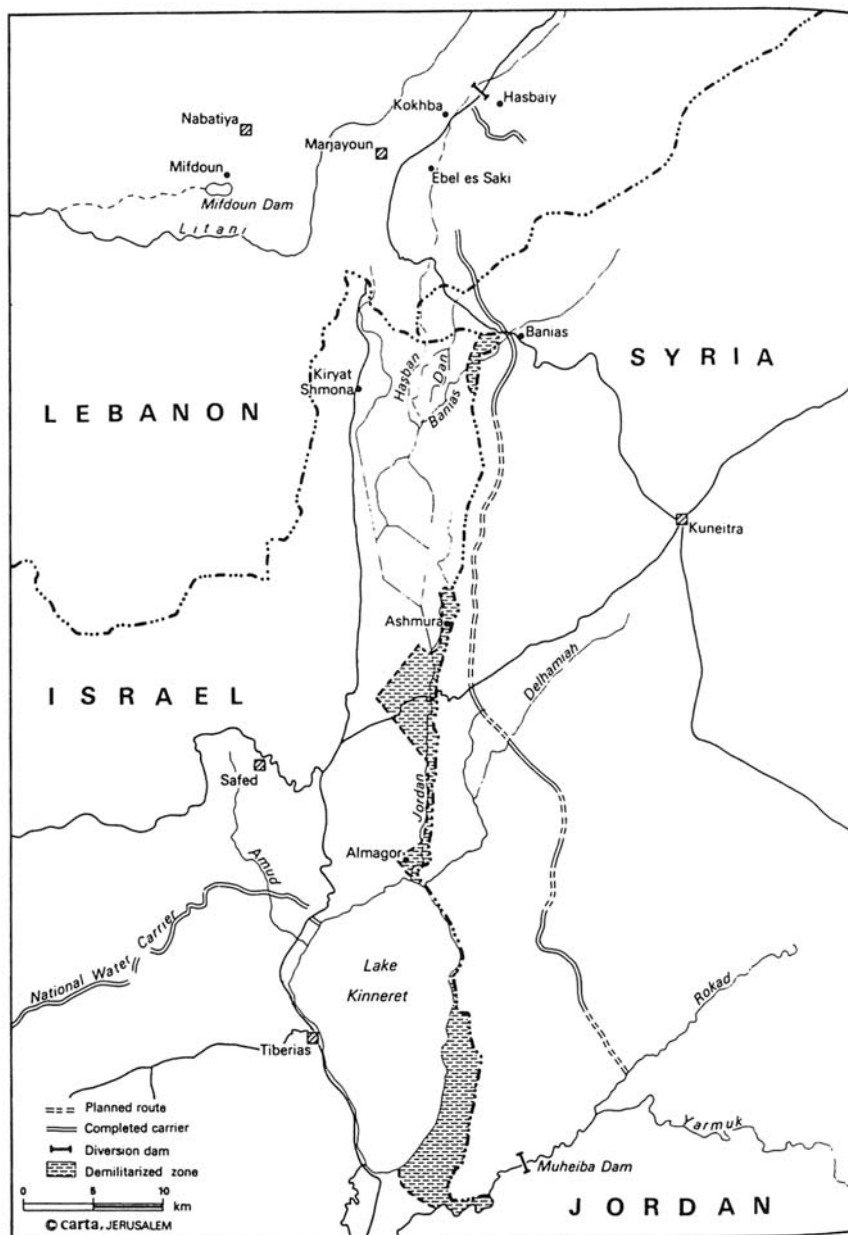 Kokhba
Hasbaiy
Nabatiya
Marjayoun
Mifdoun
Ebel es Saki
Mifdoun Dam
Litani
Banias
SYRIA
Hasban
Dan
Kiryat
Shmona
Banias
LEBANON
Kuneitra
Ashmura
Delhamiah
ISRAEL
Safed
Jordan
Almagor
Amud
National Water Carrier
Lake
Kinneret
Rokad
Tiberias
Planned route
Completed carrier
Yarmuk
Diversion dam
Muheiba Dam
Demilitarized zone
0 5 10
km
JORDAN
© carta, JERUSALEM